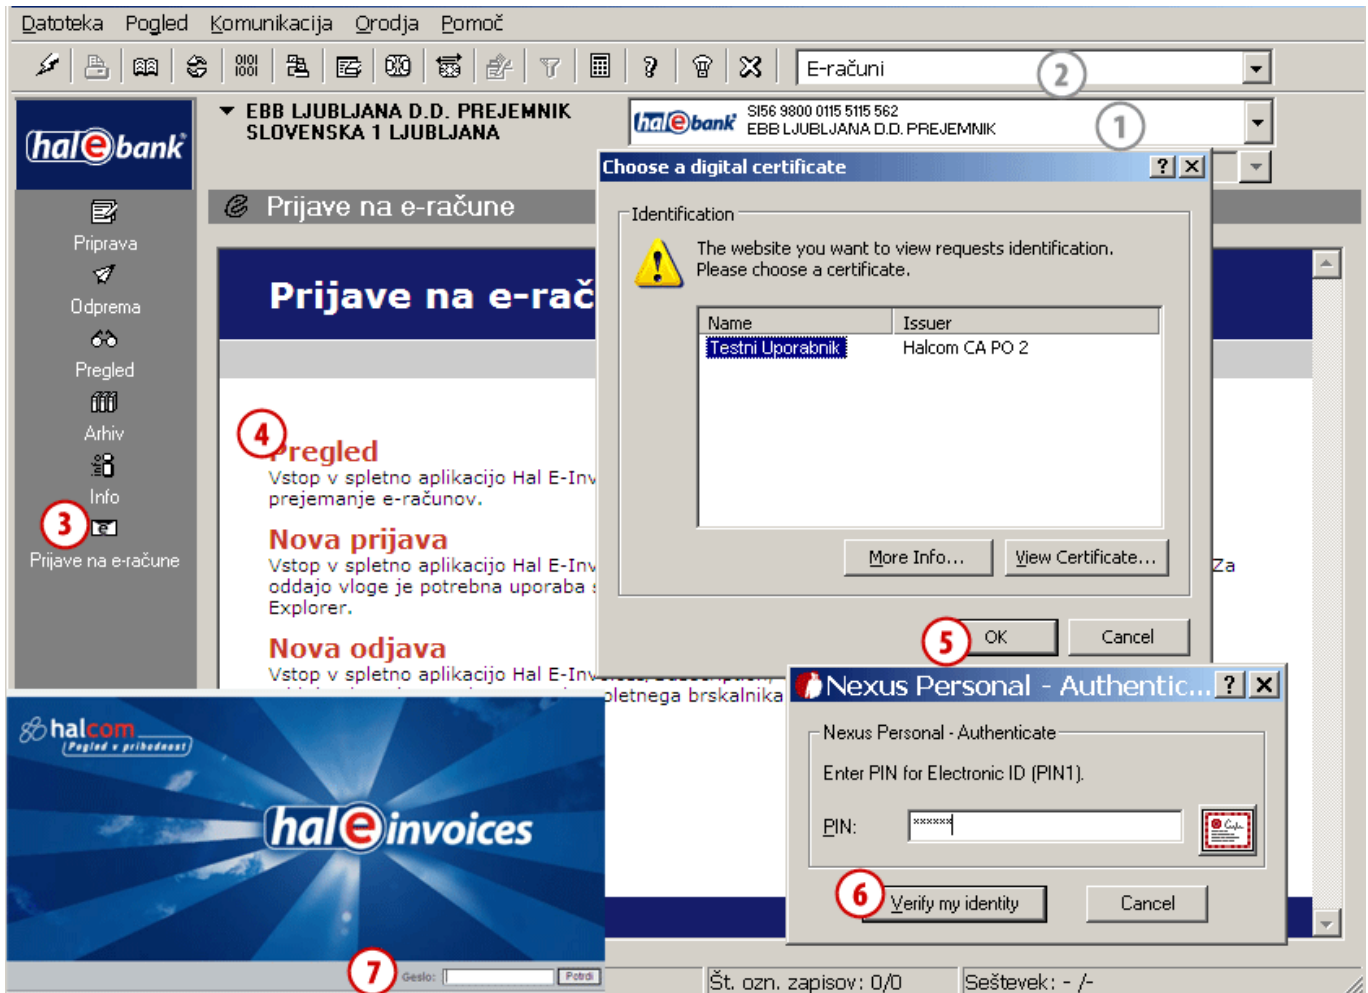 Datoteka Pogled Komunikacija Orodja Pomoč
E-računi
2
hal e bank
EBB LJUBLJANA D.D. PREJEMNIK
SLOVENSKA 1 LJUBLJANA
hal e bank
SI56 9800 0115 5115 562
EBB LJUBLJANA D.D. PREJEMNIK
1
Prijave na e-račune
Priprava
Odprema
Pregled
Arhiv
Info
3
Prijave na e-račune
Prijave na e-rač
4
Pregled
Vstop v spletno aplikacijo Hal E-Inv
prejemanje e-računov.
Nova prijava
Vstop v spletno aplikacijo Hal E-Inv
Za
oddajo vloge je potrebna uporaba s
Explorer.
Nova odjava
Vstop v spletno aplikacijo Hal E-Inv
pletnega brskalnika
Choose a digital certificate
Identification
The website you want to view requests identification.
Please choose a certificate.
Name Issuer
Testni Uporabnik Halcom CA PO 2
More Info... View Certificate...
5
OK Cancel
Nexus Personal - Authentic...
Nexus Personal - Authenticate
Enter PIN for Electronic ID (PIN1).
PIN: ******
6
Verify my identity Cancel
halcom
Pogled v prihodnost
hal e invoices
7
Geslo: Potrdi
Št. ozn. zapisov: 0/0 Seštevek: - /-